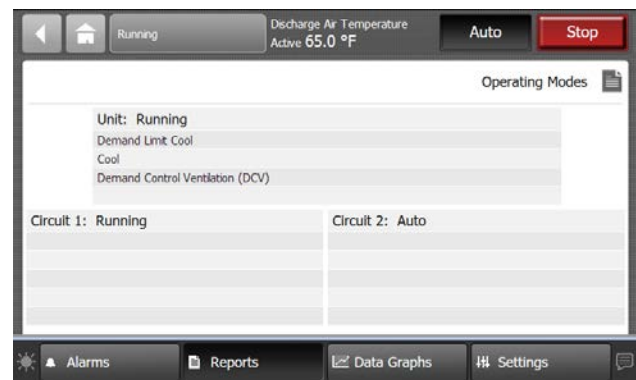 Running
Discharge Air Temperature
Active 65.0 °F
Auto
Stop
Operating Modes
Unit: Running
Demand Limit Cool
Cool
Demand Control Ventilation (DCV)
Circuit 1: Running
Circuit 2: Auto
Alarms
Reports
Data Graphs
Settings